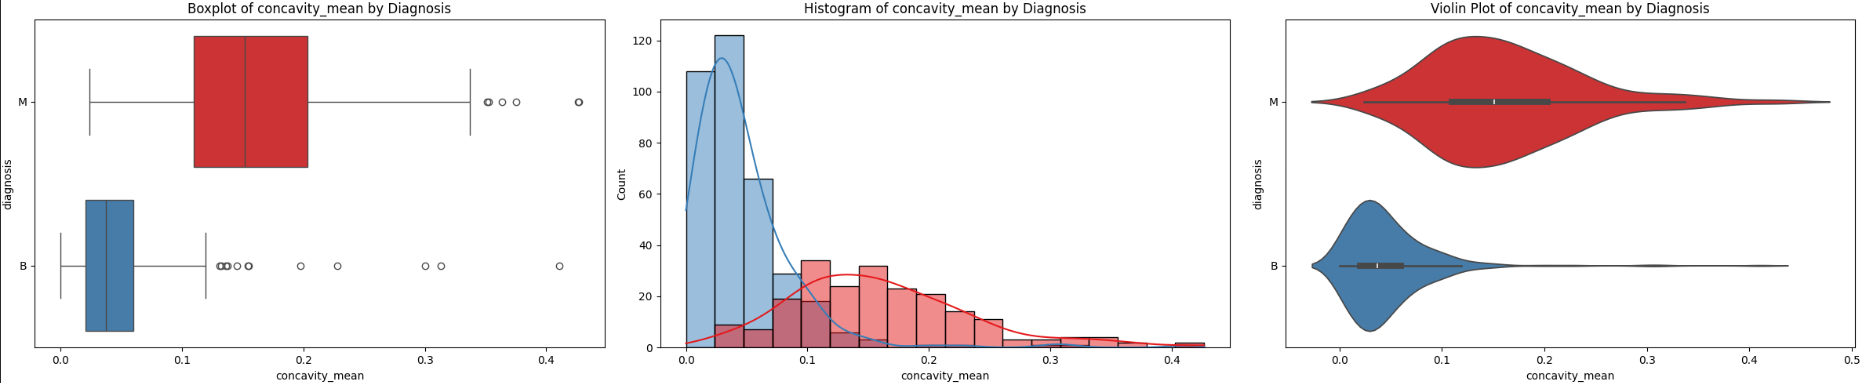 Boxplot of concavity_mean by Diagnosis
M
B
diagnosis
0.0 0.1 0.2 0.3 0.4
concavity_mean
Histogram of concavity_mean by Diagnosis
120
100
80
60
40
20
0
Count
0.0 0.1 0.2 0.3 0.4
concavity_mean
Violin Plot of concavity_mean by Diagnosis
M
B
diagnosis
0.0 0.1 0.2 0.3 0.4 0.5
concavity_mean